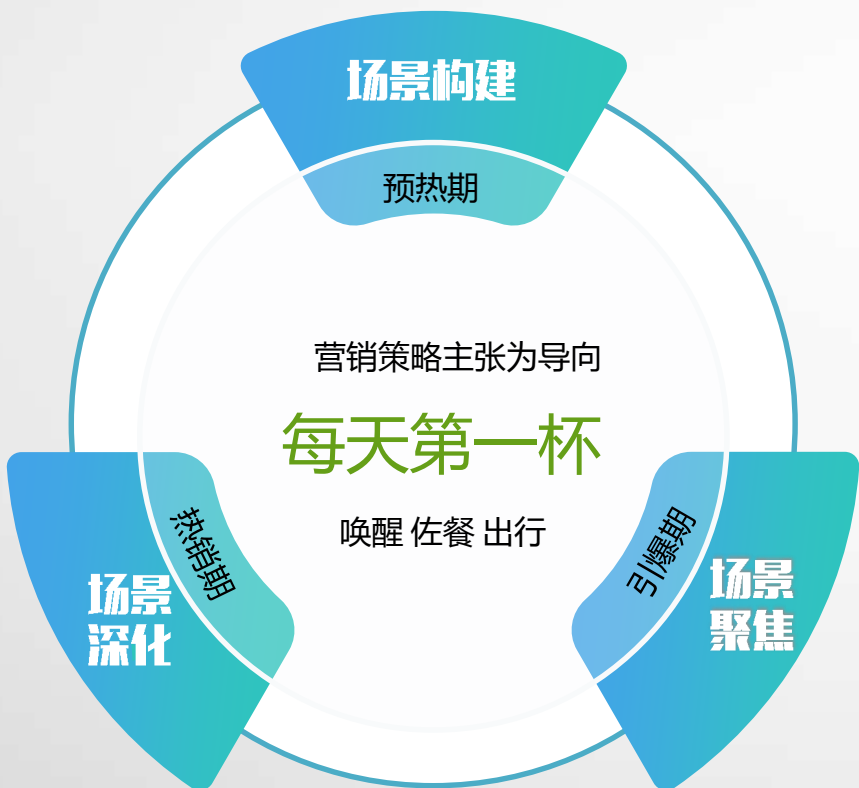 场景构建
预热期
营销策略主张为导向
每天第一杯
唤醒 佐餐 出行
热销期
场景
深化
引爆期
场景
聚焦